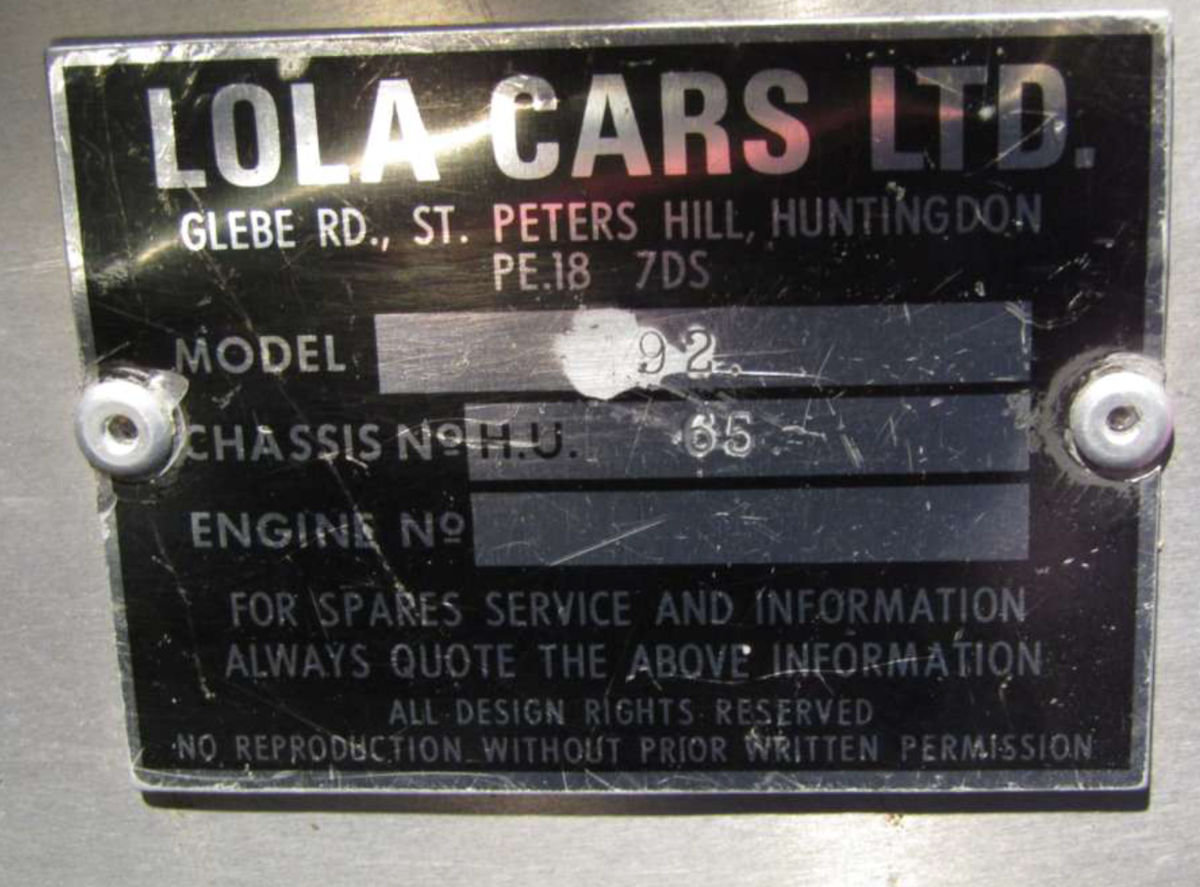 LOLA CARS LTD.
GLEBE RD., ST. PETERS HILL, HUNTINGDON
PE.18 7DS
MODEL 92
CHASSIS Nº H.U. 65
ENGINE Nº
FOR SPARES SERVICE AND INFORMATION
ALWAYS QUOTE THE ABOVE INFORMATION
ALL DESIGN RIGHTS RESERVED
NO REPRODUCTION WITHOUT PRIOR WRITTEN PERMISSION